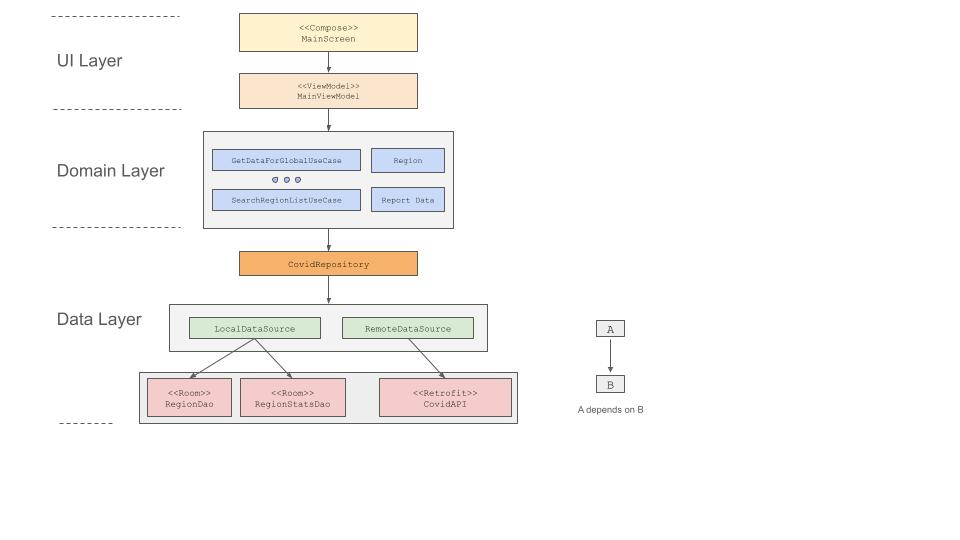 <<Compose>>
MainScreen
UI Layer
<<ViewModel>>
MainViewModel
Domain Layer
GetDataForGlobalUseCase
Region
SearchRegionListUseCase
Report Data
CovidRepository
Data Layer
LocalDataSource
RemoteDataSource
<<Room>>
RegionDao
<<Room>>
RegionStatsDao
<<Retrofit>>
CovidAPI
A
B
A depends on B